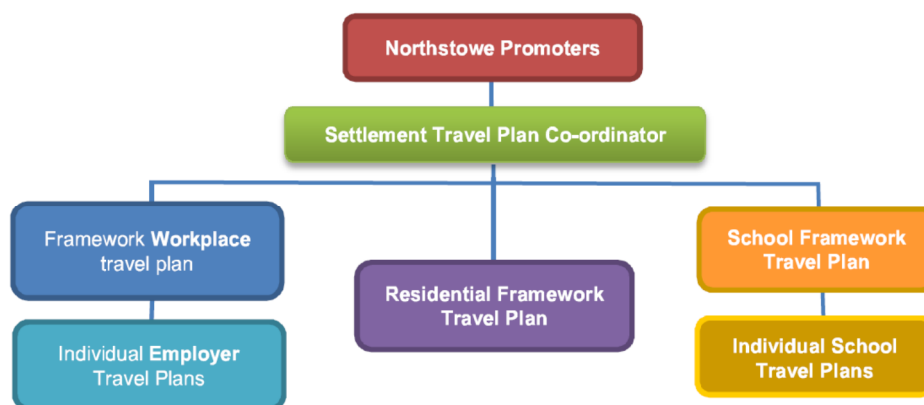 Northstowe Promoters
Settlement Travel Plan Co-ordinator
Framework Workplace
travel plan
Residential Framework
Travel Plan
School Framework
Travel Plan
Individual Employer
Travel Plans
Individual School
Travel Plans